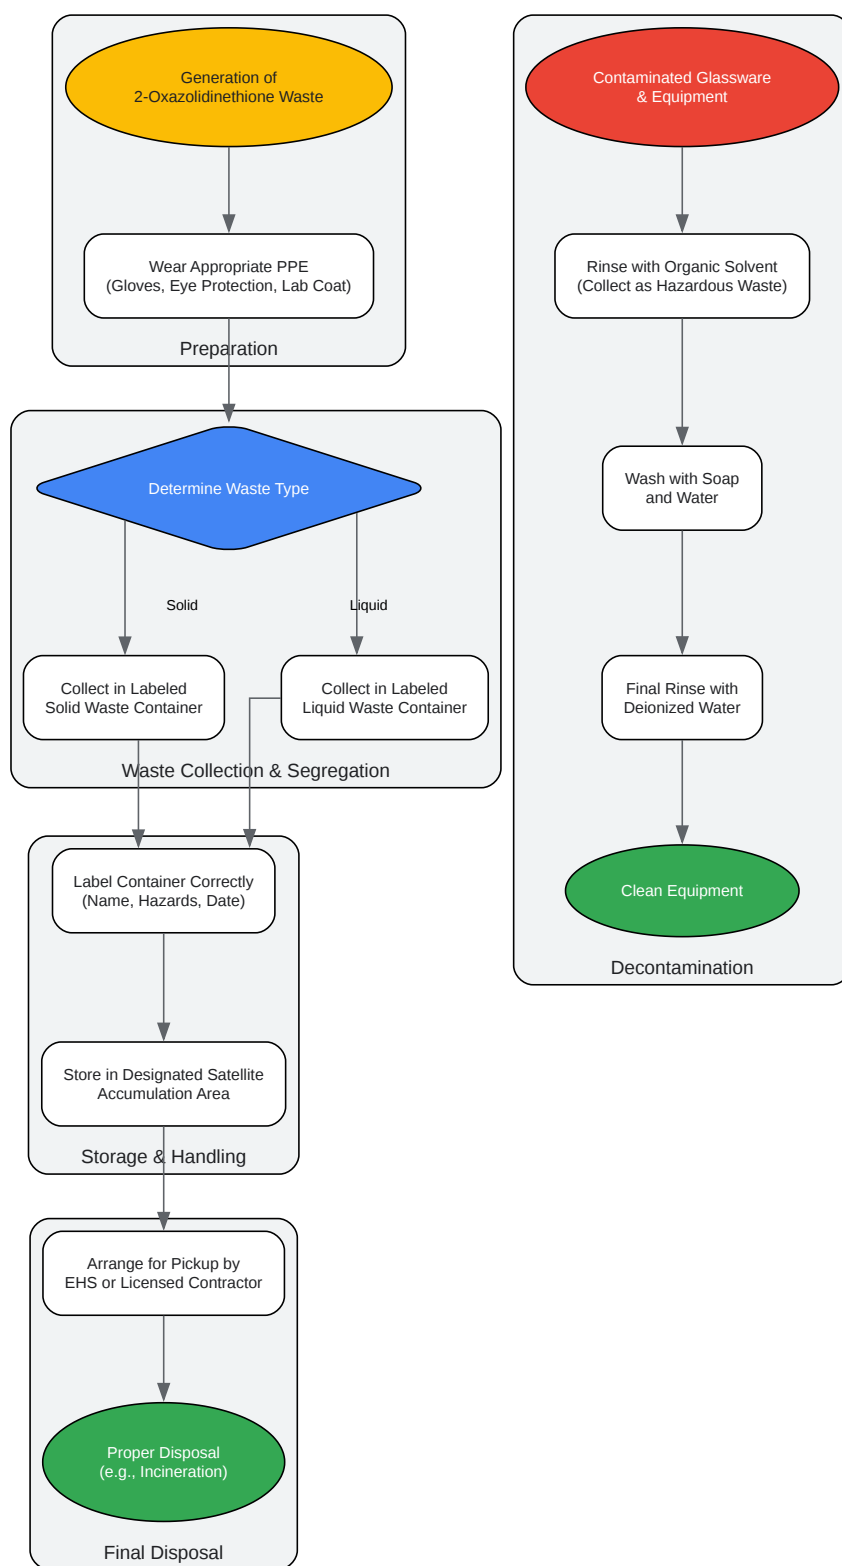 Generation of
2-Oxazolidinethione Waste
Wear Appropriate PPE
(Gloves, Eye Protection, Lab Coat)
Preparation
Determine Waste Type
Solid
Liquid
Collect in Labeled
Solid Waste Container
Collect in Labeled
Liquid Waste Container
Waste Collection & Segregation
Label Container Correctly
(Name, Hazards, Date)
Store in Designated Satellite
Accumulation Area
Storage & Handling
Arrange for Pickup by
EHS or Licensed Contractor
Proper Disposal
(e.g., Incineration)
Final Disposal
Contaminated Glassware
& Equipment
Rinse with Organic Solvent
(Collect as Hazardous Waste)
Wash with Soap
and Water
Final Rinse with
Deionized Water
Clean Equipment
Decontamination